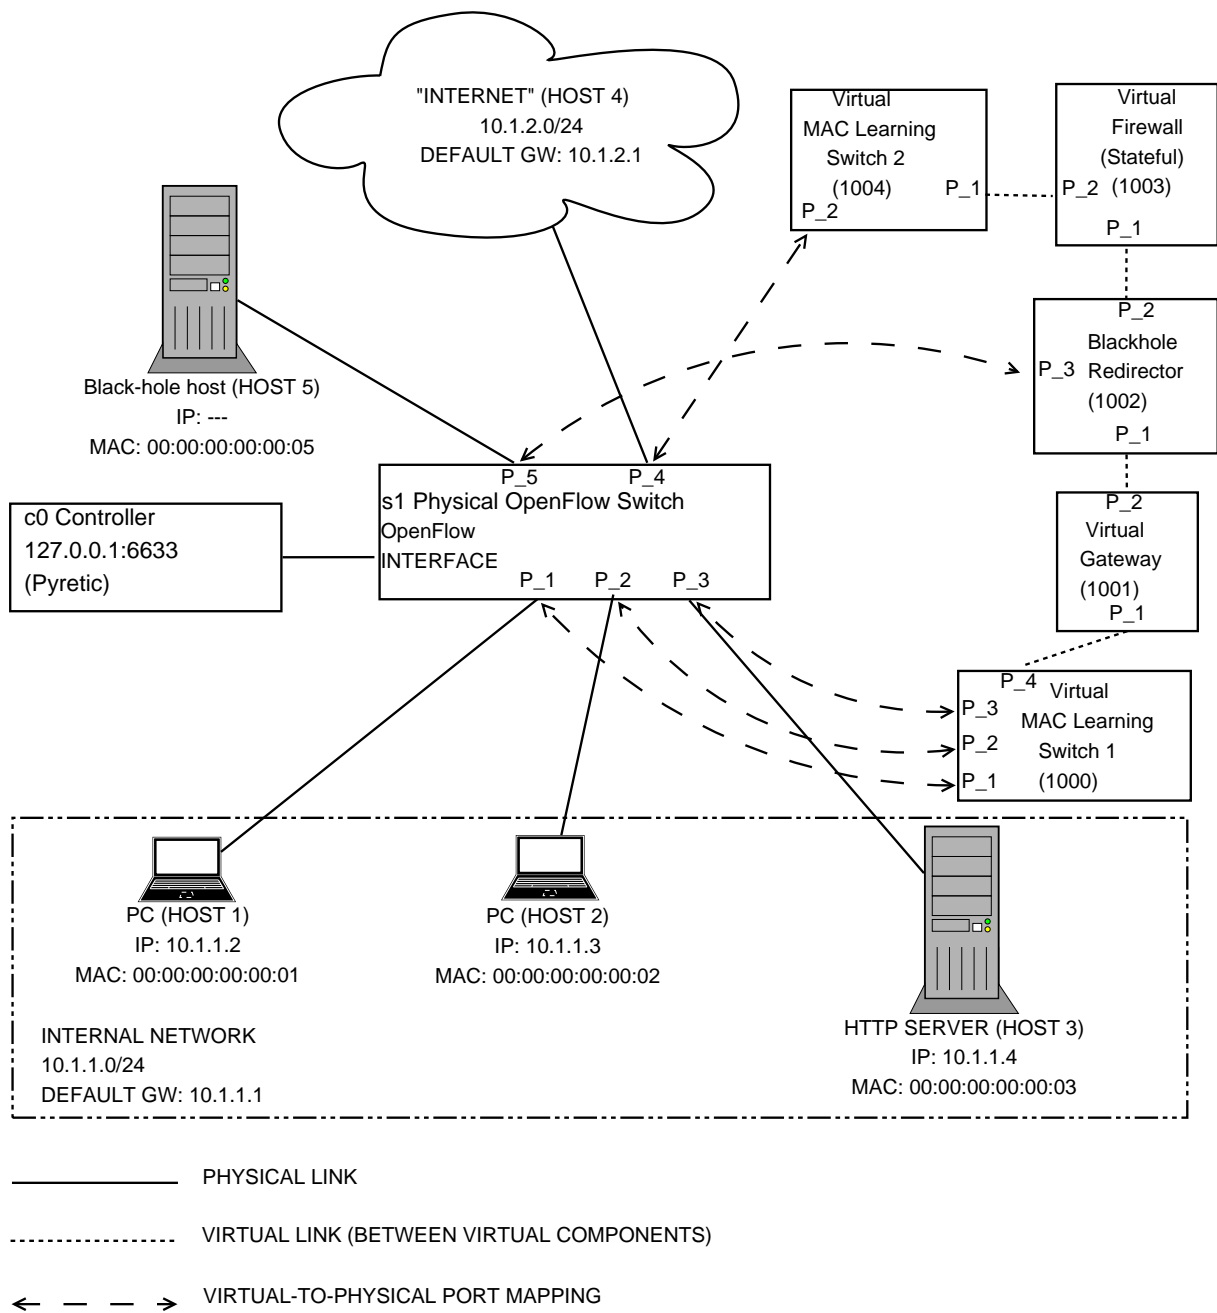 "INTERNET" (HOST 4)
10.1.2.0/24
DEFAULT GW: 10.1.2.1
Virtual
MAC Learning
Switch 2
(1004)
P_1
P_2
Virtual
Firewall
(Stateful)
(1003)
P_2
P_1
P_2
Blackhole
Redirector
(1002)
P_3
P_1
Black-hole host (HOST 5)
IP: ---
MAC: 00:00:00:00:00:05
P_5
P_4
s1 Physical OpenFlow Switch
OpenFlow
INTERFACE
P_1
P_2
P_3
c0 Controller
127.0.0.1:6633
(Pyretic)
P_2
Virtual
Gateway
(1001)
P_1
P_4
Virtual
MAC Learning
Switch 1
(1000)
P_3
P_2
P_1
PC (HOST 1)
IP: 10.1.1.2
MAC: 00:00:00:00:00:01
PC (HOST 2)
IP: 10.1.1.3
MAC: 00:00:00:00:00:02
HTTP SERVER (HOST 3)
IP: 10.1.1.4
MAC: 00:00:00:00:00:03
INTERNAL NETWORK
10.1.1.0/24
DEFAULT GW: 10.1.1.1
PHYSICAL LINK
VIRTUAL LINK (BETWEEN VIRTUAL COMPONENTS)
VIRTUAL-TO-PHYSICAL PORT MAPPING